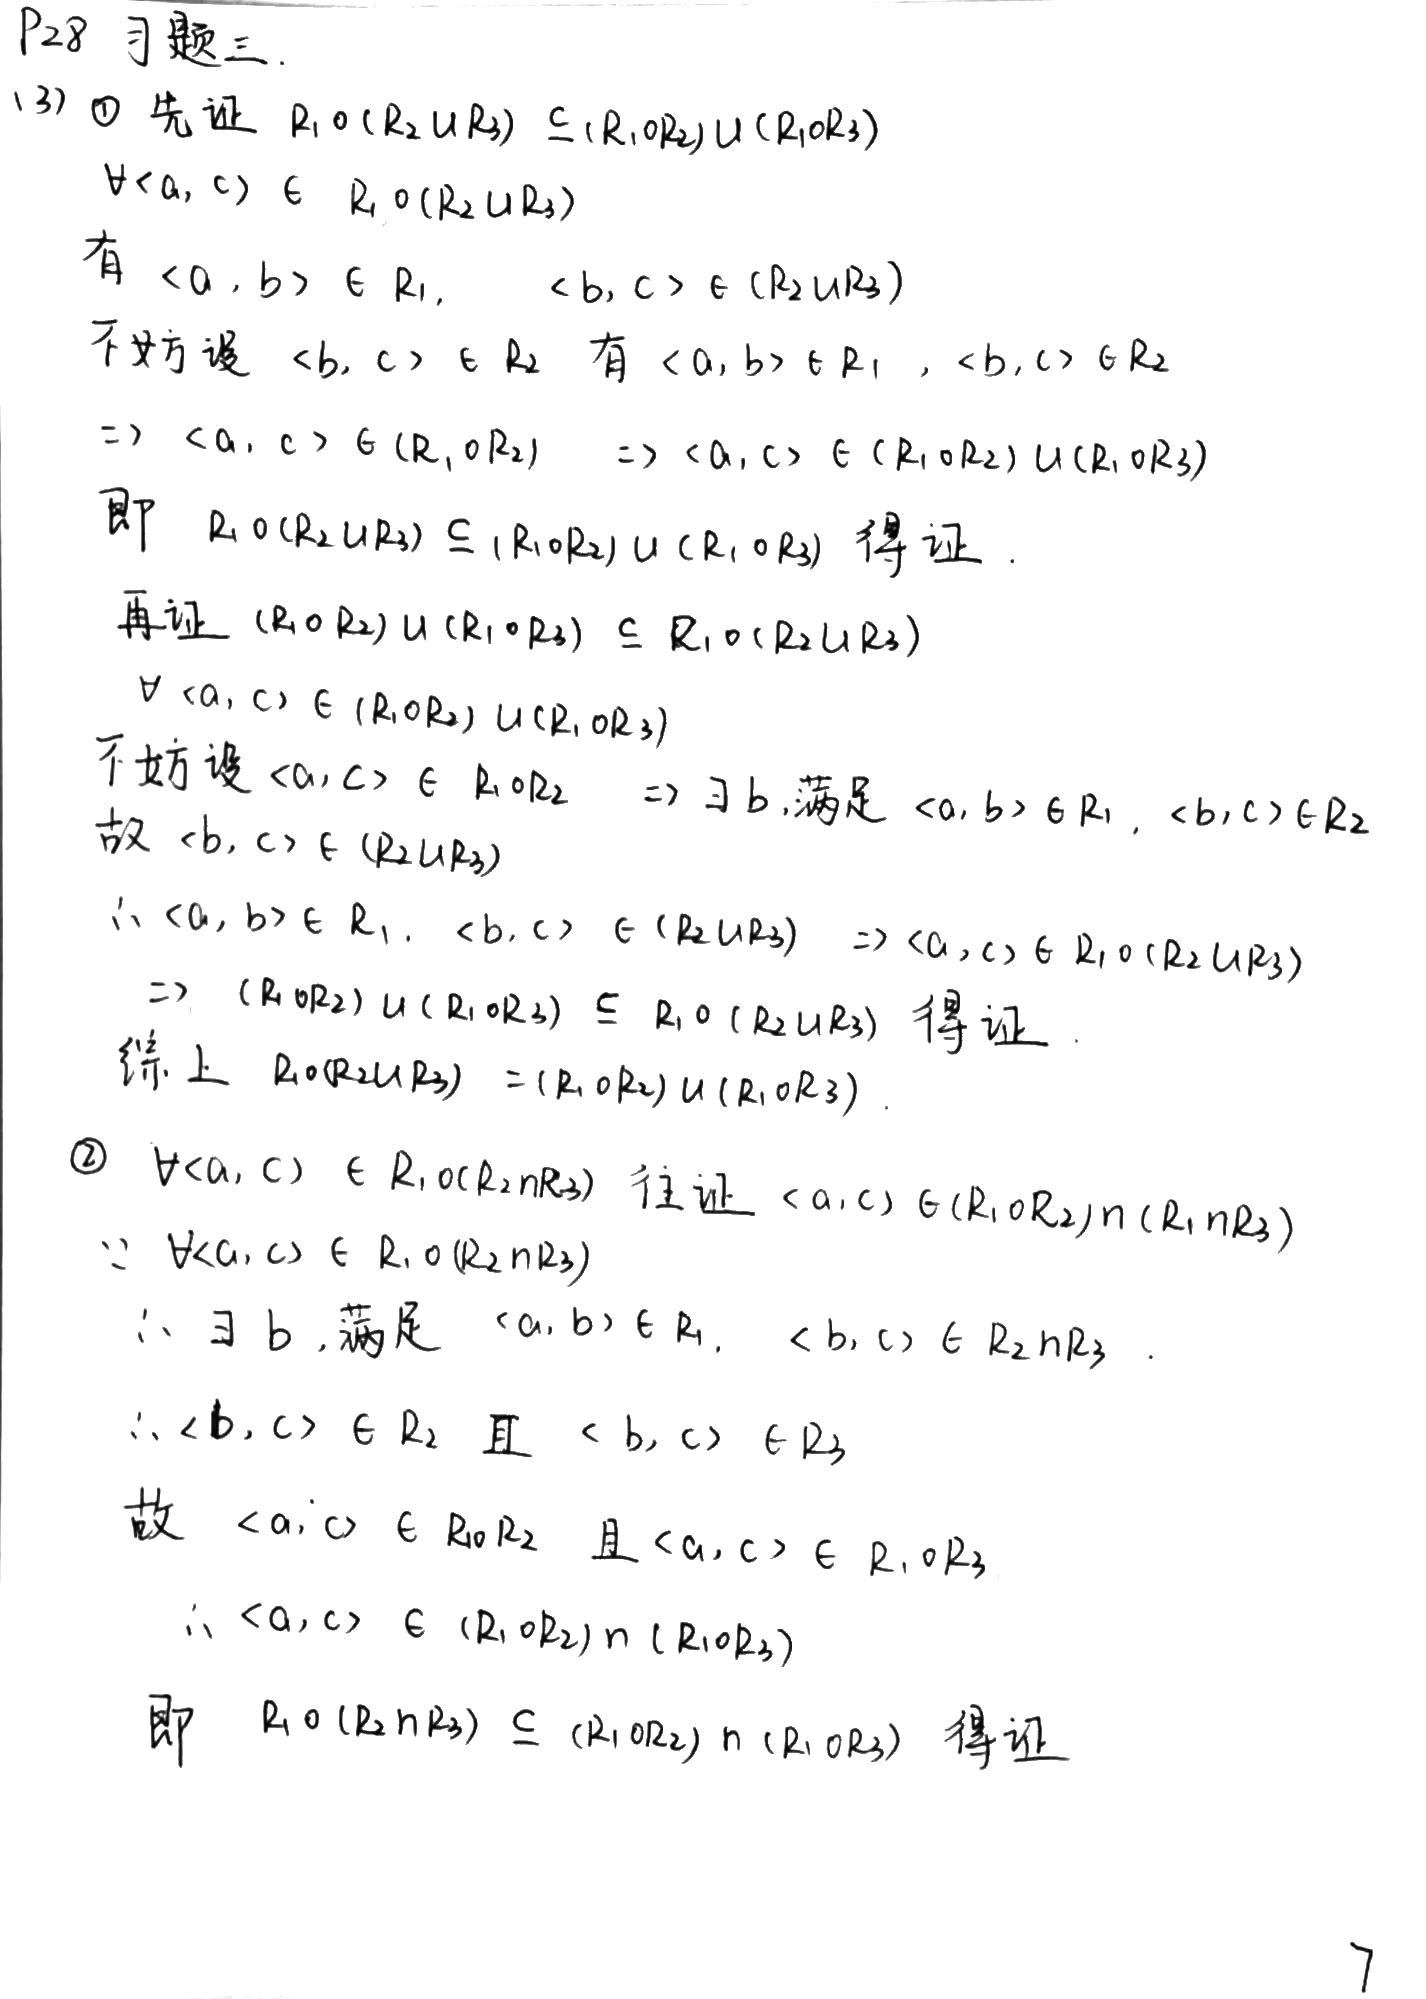 P28 习题三.
(3) ① 先证 R₁∘(R₂∪R₃) ⊆(R₁∘R₂)∪(R₁∘R₃)
∀<a, c> ∈ R₁∘(R₂∪R₃)
有 <a, b> ∈ R₁, <b, c> ∈ (R₂∪R₃)
不妨设 <b, c> ∈ R₂ 有 <a, b> ∈ R₁ , <b, c> ∈ R₂
=> <a, c> ∈ (R₁∘R₂) => <a, c> ∈ (R₁∘R₂)∪(R₁∘R₃)
即 R₁∘(R₂∪R₃) ⊆ (R₁∘R₂)∪(R₁∘R₃) 得证.
再证 (R₁∘R₂)∪(R₁∘R₃) ⊆ R₁∘(R₂∪R₃)
∀ <a, c> ∈ (R₁∘R₂)∪(R₁∘R₃)
不妨设 <a, c> ∈ R₁∘R₂ => ∃ b,满足 <a, b> ∈ R₁, <b, c> ∈ R₂
故 <b, c> ∈ (R₂∪R₃)
∴ <a, b> ∈ R₁. <b, c> ∈ (R₂∪R₃) => <a, c> ∈ R₁∘(R₂∪R₃)
=> (R₁∘R₂)∪(R₁∘R₃) ⊆ R₁∘(R₂∪R₃) 得证.
综上 R₁∘(R₂∪R₃) =(R₁∘R₂)∪(R₁∘R₃).
② ∀<a, c> ∈ R₁∘(R₂∩R₃) 往证 <a, c> ∈(R₁∘R₂)∩(R₁∩R₃)
∵ ∀<a, c> ∈ R₁∘(R₂∩R₃)
∴ ∃ b ,满足 <a, b> ∈ R₁. <b, c> ∈ R₂∩R₃.
∴ <b, c> ∈ R₂ 且 <b, c> ∈ R₃
故 <a, c> ∈ R₁∘R₂ 且 <a, c> ∈ R₁∘R₃
∴ <a, c> ∈ (R₁∘R₂)∩(R₁∘R₃)
即 R₁∘(R₂∩R₃) ⊆ (R₁∘R₂)∩(R₁∘R₃) 得证
7